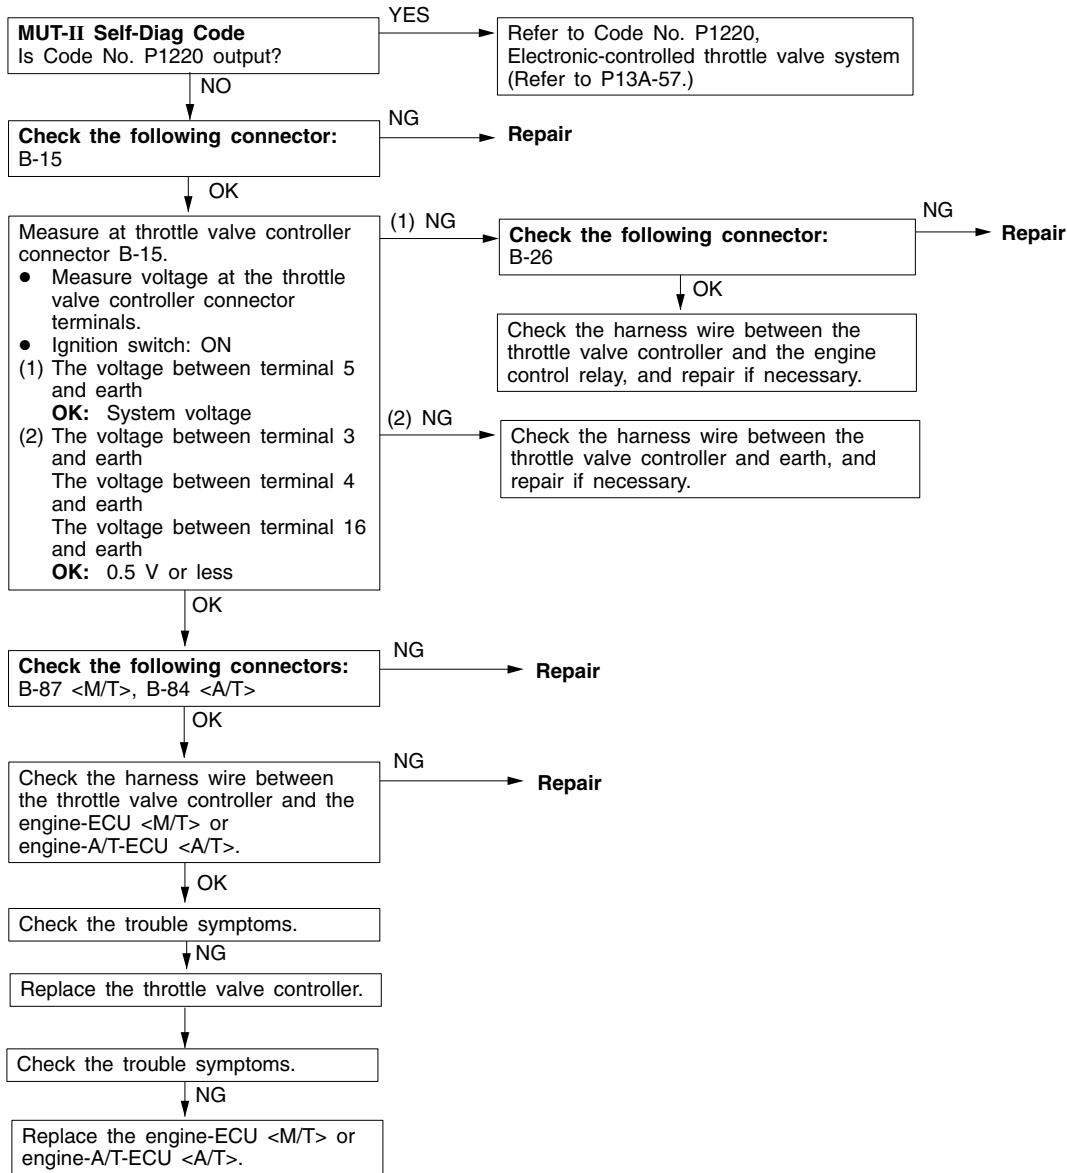 MUT-II Self-Diag Code
Is Code No. P1220 output?
YES
Refer to Code No. P1220,
Electronic-controlled throttle valve system
(Refer to P13A-57.)
NO
Check the following connector:
B-15
NG
Repair
OK
Measure at throttle valve controller
connector B-15.
● Measure voltage at the throttle
valve controller connector
terminals.
● Ignition switch: ON
(1) The voltage between terminal 5
and earth
OK: System voltage
(2) The voltage between terminal 3
and earth
The voltage between terminal 4
and earth
The voltage between terminal 16
and earth
OK: 0.5 V or less
(1) NG
Check the following connector:
B-26
NG
Repair
OK
Check the harness wire between the
throttle valve controller and the engine
control relay, and repair if necessary.
(2) NG
Check the harness wire between the
throttle valve controller and earth, and
repair if necessary.
OK
Check the following connectors:
B-87 <M/T>, B-84 <A/T>
NG
Repair
OK
Check the harness wire between
the throttle valve controller and the
engine-ECU <M/T> or
engine-A/T-ECU <A/T>.
NG
Repair
OK
Check the trouble symptoms.
NG
Replace the throttle valve controller.
Check the trouble symptoms.
NG
Replace the engine-ECU <M/T> or
engine-A/T-ECU <A/T>.